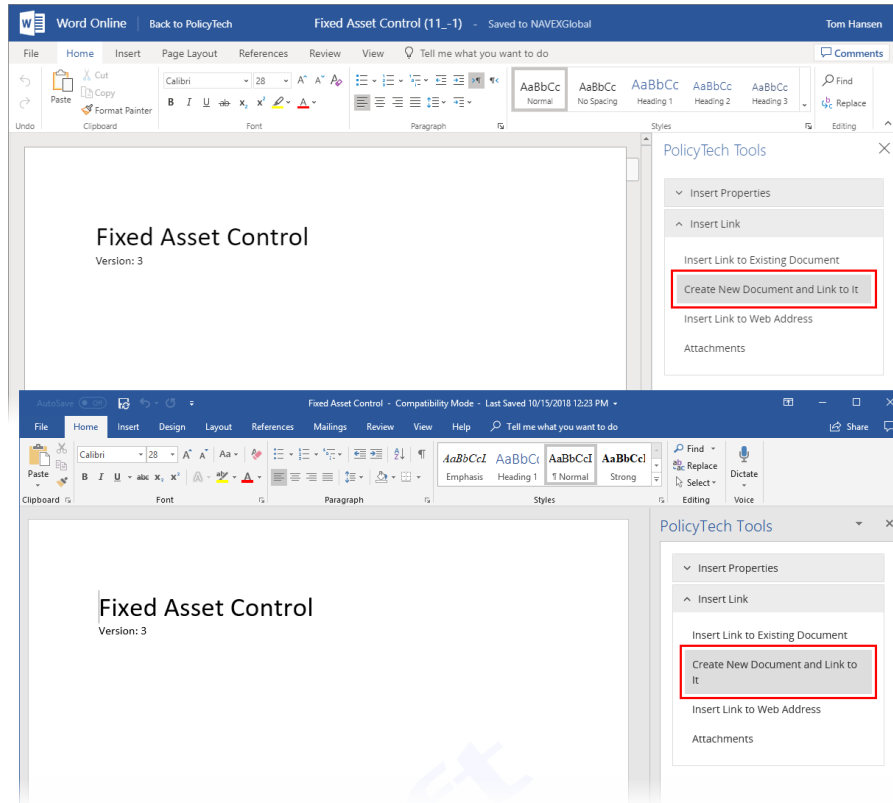 Word Online Back to PolicyTech Fixed Asset Control (11_-1) - Saved to NAVEXGlobal Tom Hansen
File Home Insert Page Layout References Review View Tell me what you want to do Comments
Cut
Copy
Paste Format Painter
Calibri 28 A A
B I U ab x₂ x² A
AaBbCc AaBbCc AaBbCc AaBbCc AaBbCc
Normal No Spacing Heading 1 Heading 2 Heading 3
Find
Replace
Undo Clipboard Font Paragraph Styles Editing
PolicyTech Tools
Insert Properties
Insert Link
Insert Link to Existing Document
Create New Document and Link to It
Insert Link to Web Address
Attachments
Fixed Asset Control
Version: 3
AutoSave Off Fixed Asset Control - Compatibility Mode - Last Saved 10/15/2018 12:23 PM
File Home Insert Design Layout References Mailings Review View Help Tell me what you want to do Share
Paste
Calibri 28 A A Aa
B I U abc x₂ x² A A
AaBbCcI AaBbC AaBbCcI AaBbCcl
Emphasis Heading 1 ¶ Normal Strong
Find
Replace
Select
Dictate
Clipboard Font Paragraph Styles Editing Voice
PolicyTech Tools
Insert Properties
Insert Link
Insert Link to Existing Document
Create New Document and Link to
It
Insert Link to Web Address
Attachments
Fixed Asset Control
Version: 3